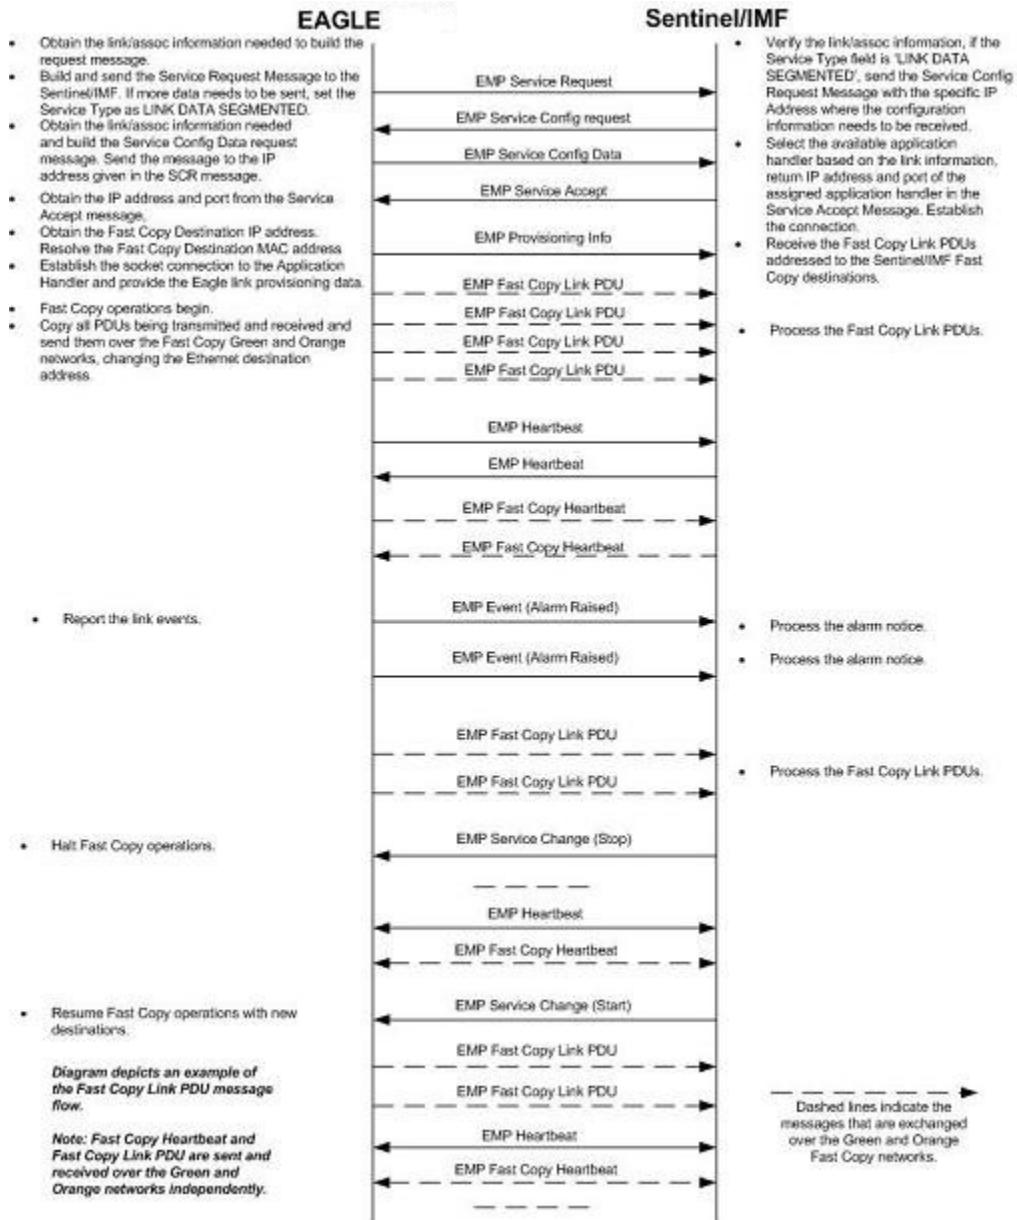 EAGLE
Sentinel/IMF
• Obtain the link/assoc information needed to build the
request message.
• Build and send the Service Request Message to the
Sentinel/IMF. If more data needs to be sent, set the
Service Type as LINK DATA SEGMENTED.
• Obtain the link/assoc information needed
and build the Service Config Data request
message. Send the message to the IP
address given in the SCR message.
• Obtain the IP address and port from the Service
Accept message,
• Obtain the Fast Copy Destination IP address.
Resolve the Fast Copy Destination MAC address
• Establish the socket connection to the Application
Handler and provide the Eagle link provisioning data.
• Fast Copy operations begin.
• Copy all PDUs being transmitted and received and
send them over the Fast Copy Green and Orange
networks, changing the Ethernet destination
address.
EMP Service Request
EMP Service Config request
EMP Service Config Data
EMP Service Accept
EMP Provisioning Info
EMP Fast Copy Link PDU
EMP Fast Copy Link PDU
EMP Fast Copy Link PDU
EMP Fast Copy Link PDU
• Verify the link/assoc information, if the
Service Type field is 'LINK DATA
SEGMENTED', send the Service Config
Request Message with the specific IP
Address where the configuration
information needs to be received.
• Select the available application
handler based on the link information,
return IP address and port of the
assigned application handler in the
Service Accept Message. Establish
the connection.
• Receive the Fast Copy Link PDUs
addressed to the Sentinel/IMF Fast
Copy destinations.
• Process the Fast Copy Link PDUs.
EMP Heartbeat
EMP Heartbeat
EMP Fast Copy Heartbeat
EMP Fast Copy Heartbeat
• Report the link events.
EMP Event (Alarm Raised)
• Process the alarm notice.
EMP Event (Alarm Raised)
• Process the alarm notice.
EMP Fast Copy Link PDU
EMP Fast Copy Link PDU
• Process the Fast Copy Link PDUs.
• Halt Fast Copy operations.
EMP Service Change (Stop)
EMP Heartbeat
EMP Fast Copy Heartbeat
• Resume Fast Copy operations with new
destinations.
EMP Service Change (Start)
EMP Fast Copy Link PDU
EMP Fast Copy Link PDU
EMP Heartbeat
EMP Fast Copy Heartbeat
Diagram depicts an example of
the Fast Copy Link PDU message
flow.
Note: Fast Copy Heartbeat and
Fast Copy Link PDU are sent and
received over the Green and
Orange networks independently.
Dashed lines indicate the
messages that are exchanged
over the Green and Orange
Fast Copy networks.